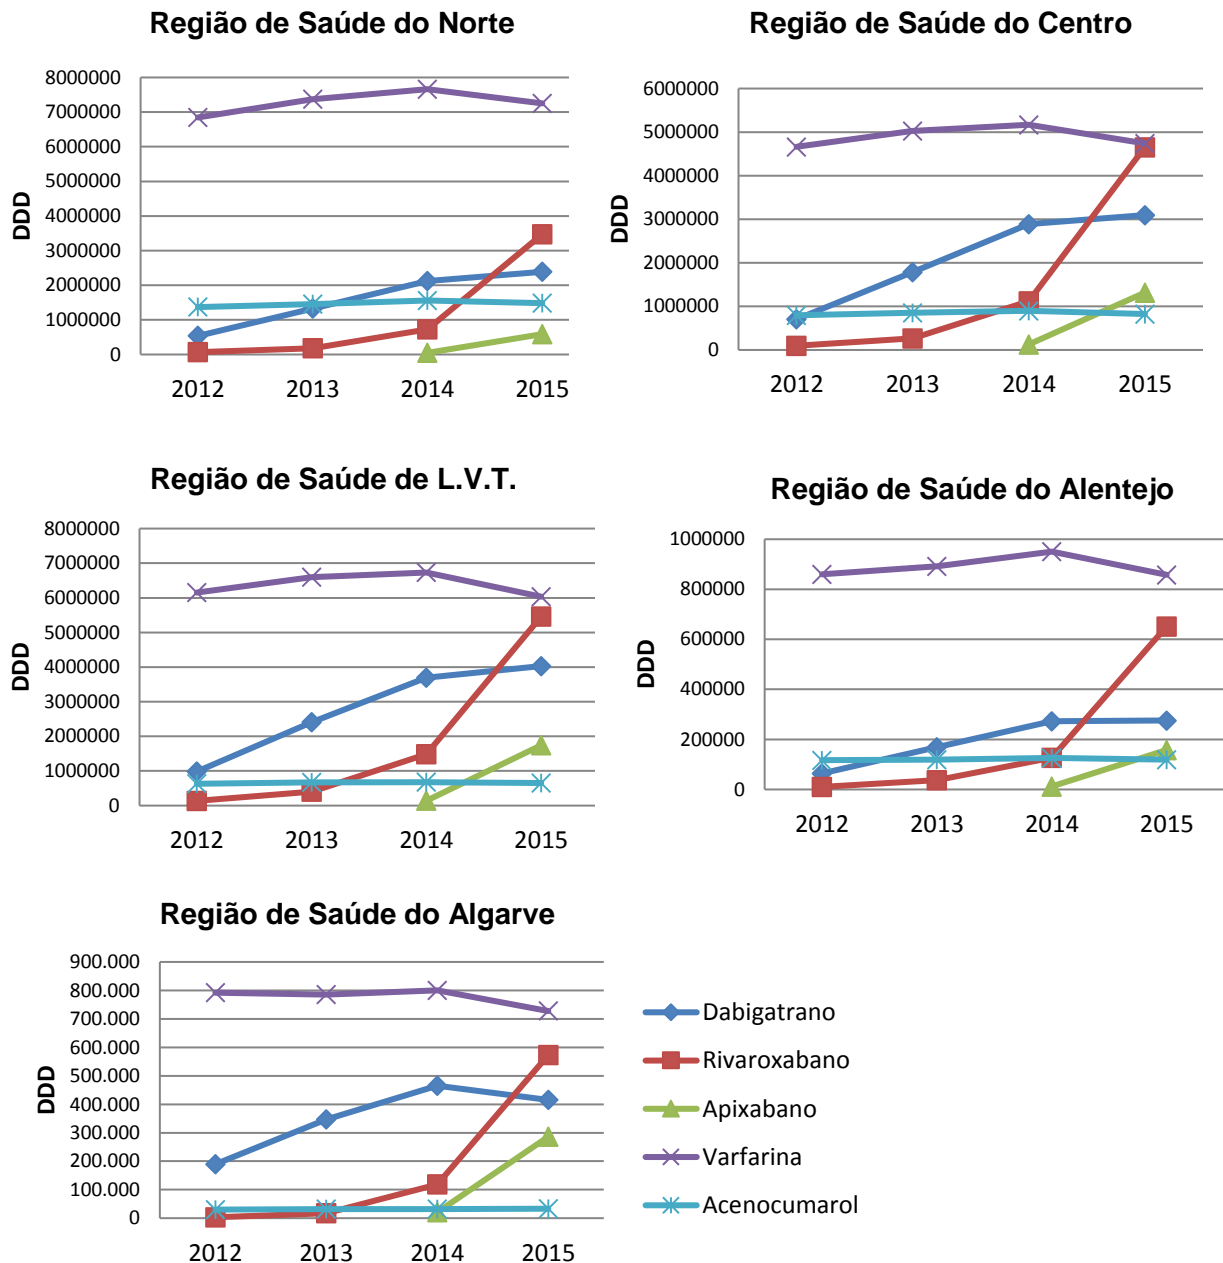 Região de Saúde do Norte
8000000
7000000
6000000
5000000
4000000
3000000
2000000
1000000
0
DDD
2012 2013 2014 2015
Região de Saúde do Centro
6000000
5000000
4000000
3000000
2000000
1000000
0
DDD
2012 2013 2014 2015
Região de Saúde de L.V.T.
8000000
7000000
6000000
5000000
4000000
3000000
2000000
1000000
0
DDD
2012 2013 2014 2015
Região de Saúde do Alentejo
1000000
800000
600000
400000
200000
0
DDD
2012 2013 2014 2015
Região de Saúde do Algarve
900.000
800.000
700.000
600.000
500.000
400.000
300.000
200.000
100.000
0
DDD
2012 2013 2014 2015
Dabigatrano
Rivaroxabano
Apixabano
Varfarina
Acenocumarol